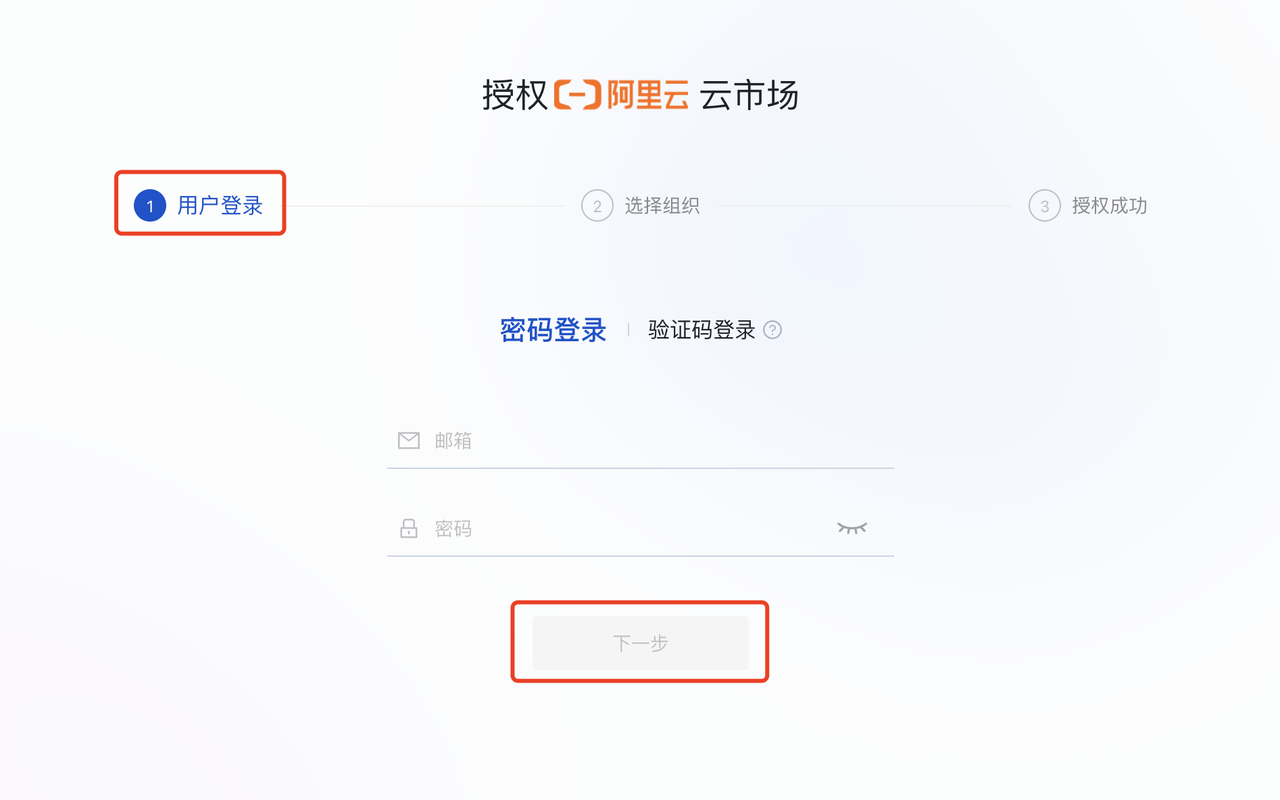 授权 阿里云 云市场
1 用户登录 2 选择组织 3 授权成功
密码登录 验证码登录 ?
邮箱
密码
下一步